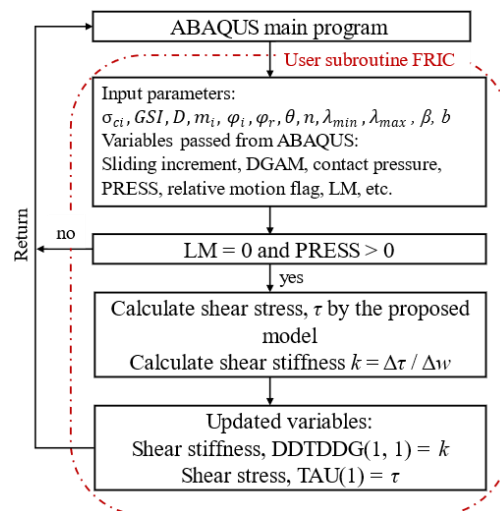 ABAQUS main program
User subroutine FRIC
Input parameters:
σci, GSI, D, mi, φi, φr, θ, n, λmin, λmax, β, b
Variables passed from ABAQUS:
Sliding increment, DGAM, contact pressure,
PRESS, relative motion flag, LM, etc.
no
Return
LM = 0 and PRESS > 0
yes
Calculate shear stress, τ by the proposed
model
Calculate shear stiffness k = Δτ / Δw
Updated variables:
Shear stiffness, DDTDDG(1, 1) = k
Shear stress, TAU(1) = τ